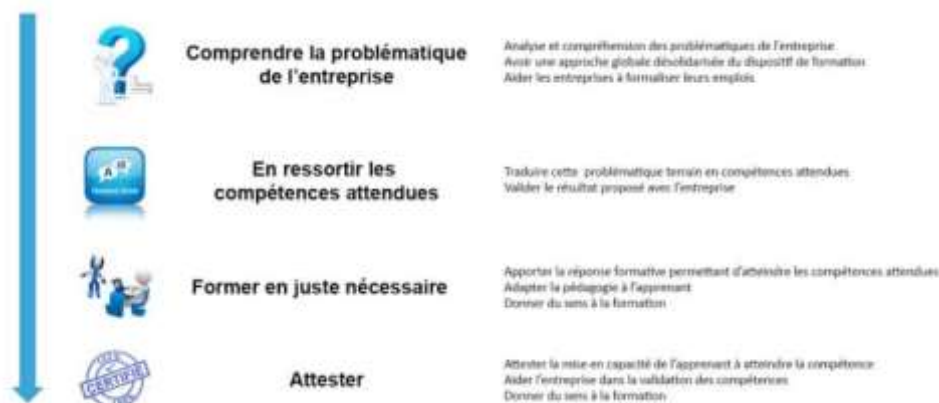 Comprendre la problématique
de l'entreprise
Analyse et compréhension des problématiques de l'entreprise
Avoir une approche globale désolidarisée du dispositif de formation
Aider les entreprises à formaliser leurs emplois
En ressortir les
compétences attendues
Traduire cette problématique terrain en compétences attendues
Valider le résultat proposé avec l'entreprise
Former en juste nécessaire
Apporter la réponse formative permettant d'atteindre les compétences attendues
Adapter la pédagogie à l'apprenant
Donner du sens à la formation
CERTIFIÉ
Attester
Attester la mise en capacité de l'apprenant à atteindre la compétence
Aider l'entreprise dans la validation des compétences
Donner du sens à la formation